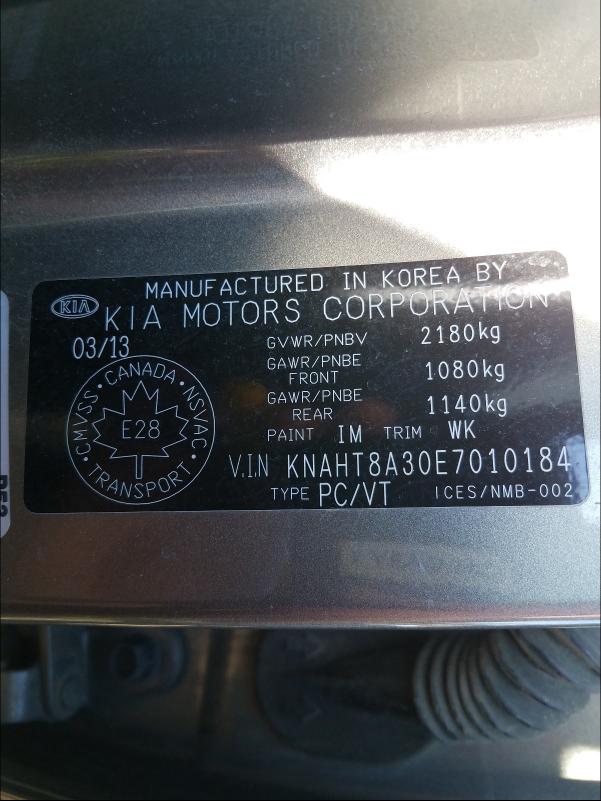 MANUFACTURED IN KOREA BY
KIA KIA MOTORS CORPORATION
03/13
GVWR/PNBV 2180kg
GAWR/PNBE FRONT 1080kg
GAWR/PNBE REAR 1140kg
PAINT IM TRIM WK
CANADA • NSVAC • TRANSPORT • CMVSS •
E28
V.I.N KNAHT8A30E7010184
TYPE PC/VT ICES/NMB-002